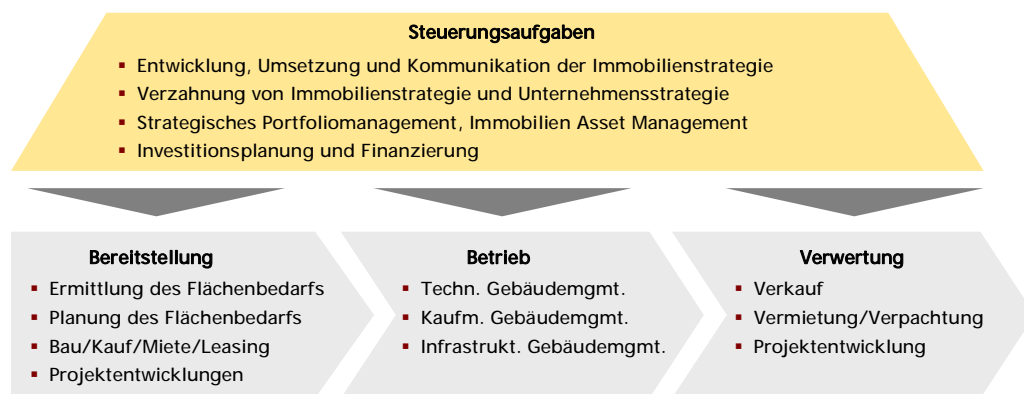 Steuerungsaufgaben
▪ Entwicklung, Umsetzung und Kommunikation der Immobilienstrategie
▪ Verzahnung von Immobilienstrategie und Unternehmensstrategie
▪ Strategisches Portfoliomanagement, Immobilien Asset Management
▪ Investitionsplanung und Finanzierung
Bereitstellung
▪ Ermittlung des Flächenbedarfs
▪ Planung des Flächenbedarfs
▪ Bau/Kauf/Miete/Leasing
▪ Projektentwicklungen
Betrieb
▪ Techn. Gebäudemgmt.
▪ Kaufm. Gebäudemgmt.
▪ Infrastrukt. Gebäudemgmt.
Verwertung
▪ Verkauf
▪ Vermietung/Verpachtung
▪ Projektentwicklung